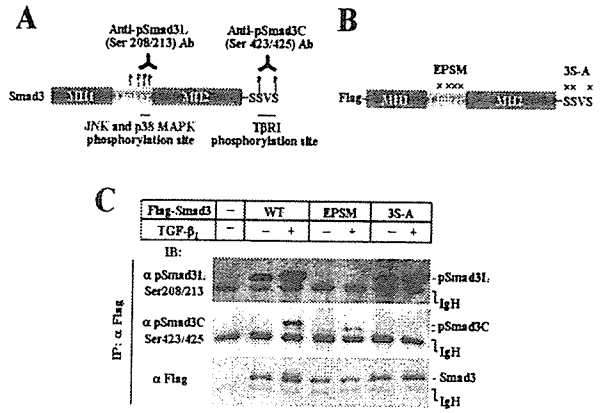 A
Anti-pSmad3L
(Ser 208/213) Ab
Anti-pSmad3C
(Ser 423/425) Ab
Smad3
MH1
MH2
SSVS
JNK and p38 MAPK
phosphorylation site
TβRI
phosphorylation site
B
EPSM
3S-A
×
××××
×× ×
Flag
MH1
MH2
SSVS
C
Flag-Smad3 – WT EPSM 3S-A
TGF-β1 – – + – + – +
IB:
IP: α Flag
α pSmad3L
Ser208/213
pSmad3L
IgH
α pSmad3C
Ser423/425
pSmad3C
IgH
α Flag
Smad3
IgH